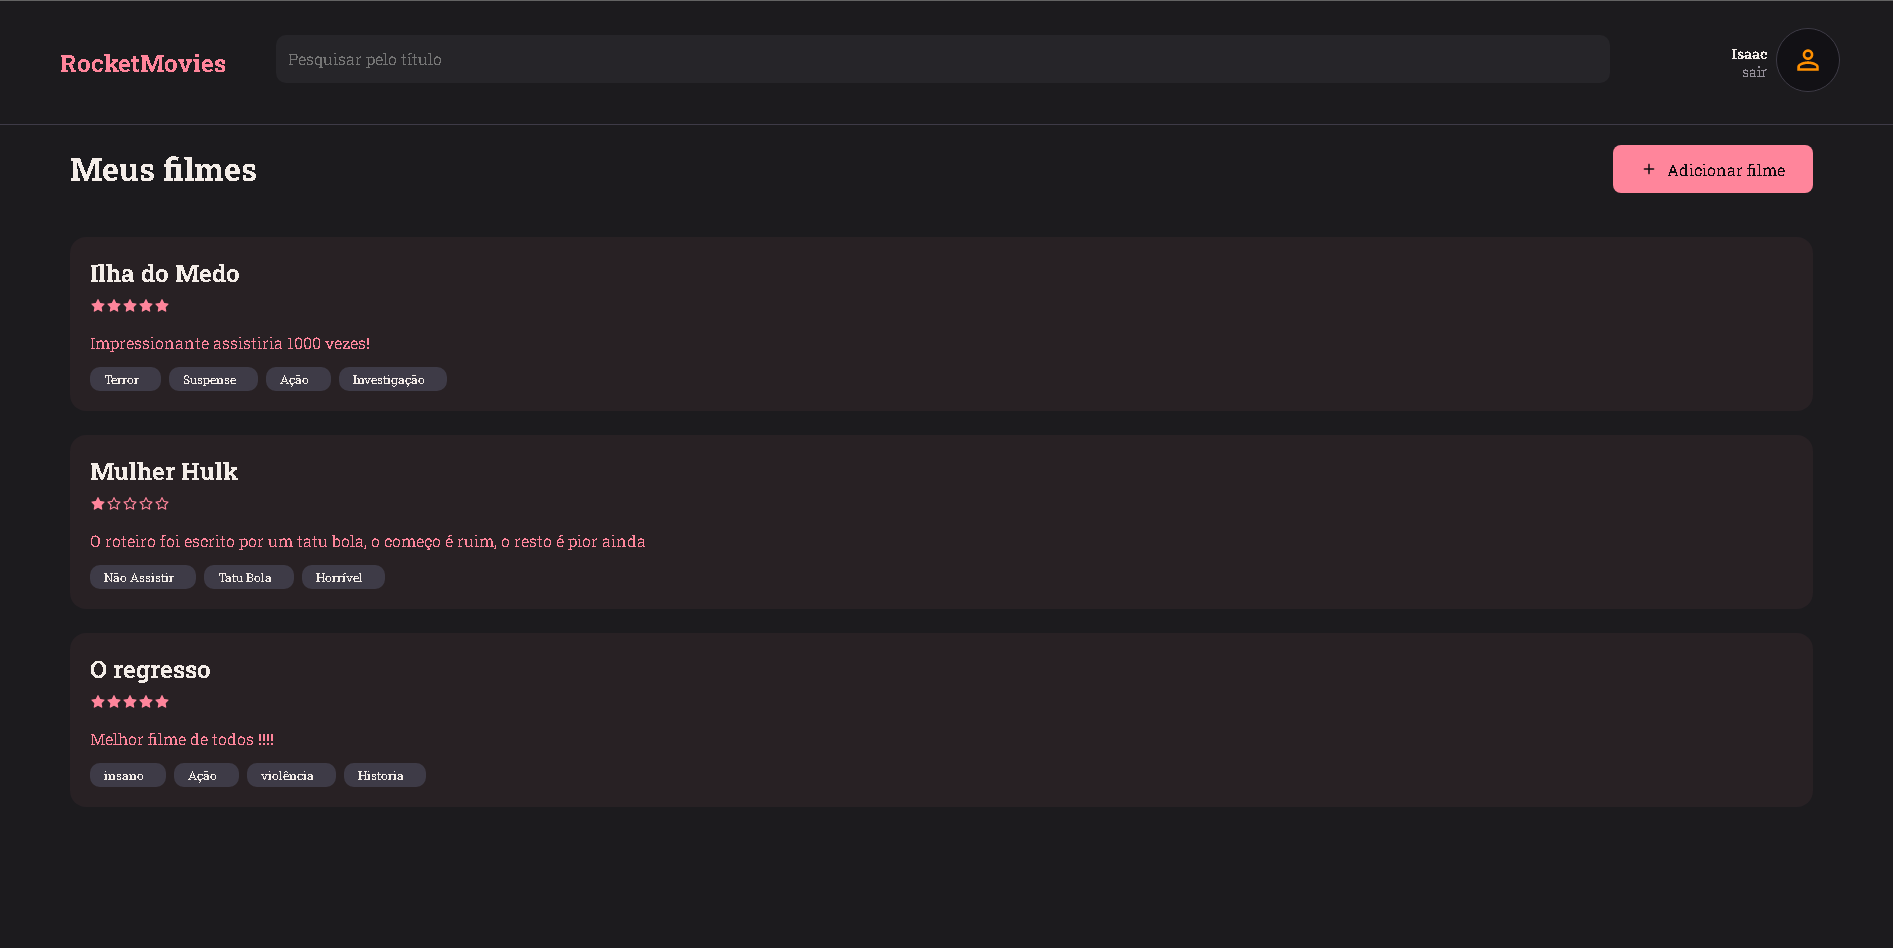 RocketMovies
Pesquisar pelo título
Isaac
sair
Meus filmes
+ Adicionar filme
Ilha do Medo
Impressionante assistiria 1000 vezes!
Terror Suspense Ação Investigação
Mulher Hulk
O roteiro foi escrito por um tatu bola, o começo é ruim, o resto é pior ainda
Não Assistir Tatu Bola Horrível
O regresso
Melhor filme de todos !!!!
insano Ação violência Historia